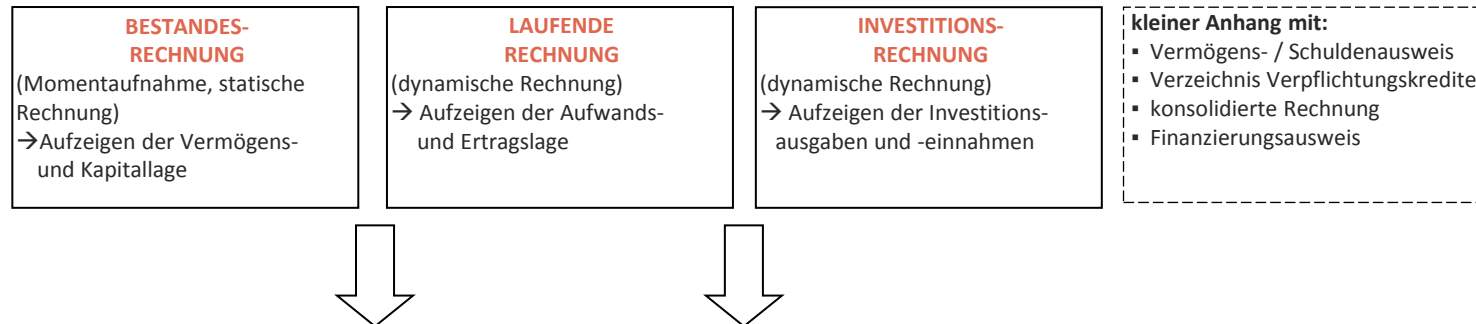 BESTANDES-
RECHNUNG
(Momentaufnahme, statische
Rechnung)
→Aufzeigen der Vermögens-
und Kapitallage
LAUFENDE
RECHNUNG
(dynamische Rechnung)
→ Aufzeigen der Aufwands-
und Ertragslage
INVESTITIONS-
RECHNUNG
(dynamische Rechnung)
→ Aufzeigen der Investitions-
ausgaben und -einnahmen
kleiner Anhang mit:
▪ Vermögens- / Schuldenausweis
▪ Verzeichnis Verpflichtungskredite
▪ konsolidierte Rechnung
▪ Finanzierungsausweis